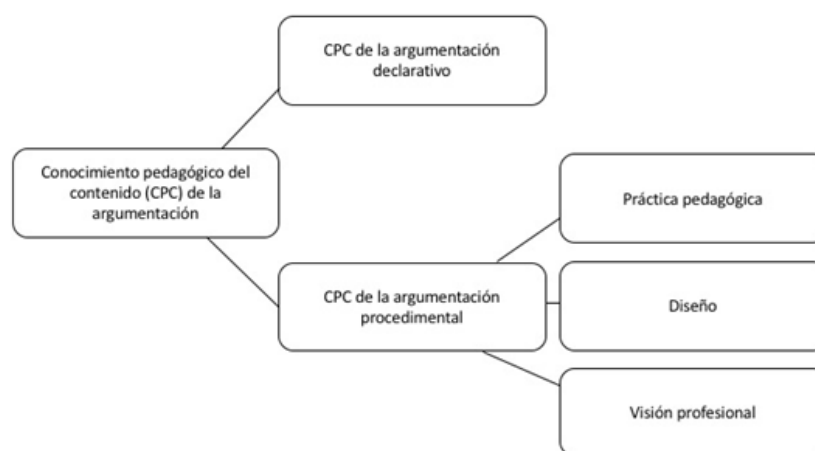 CPC de la argumentación
declarativo
Conocimiento pedagógico del
contenido (CPC) de la
argumentación
CPC de la argumentación
procedimental
Práctica pedagógica
Diseño
Visión profesional